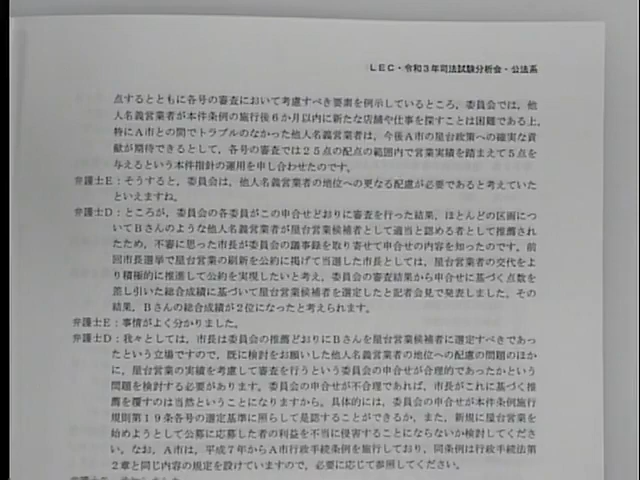 LEC・令和3年司法試験分析会・公法系
点するとともに各号の審査において考慮すべき要素を例示しているところ，委員会では，他
人名義営業者が本件条例の施行後6か月以内に新たな店舗や仕事を探すことは困難である上，
特にA市との間でトラブルのなかった他人名義営業者は，今後A市の屋台政策への確実な貢
献が期待できるとして，各号の審査では25点の配点の範囲内で営業実績を踏まえて5点を
与えるという本件指針の運用を申し合わせたのです。
弁護士E：そうすると，委員会は，他人名義営業者の地位への更なる配慮が必要であると考えていた
といえますね。
弁護士D：ところが，委員会の各委員がこの申合せどおりに審査を行った結果，ほとんどの区画につ
いてBさんのような他人名義営業者が屋台営業候補者として適当と認める者として推薦され
たため，不審に思った市長が委員会の議事録を取り寄せて申合せの内容を知ったのです。前
回市長選挙で屋台営業の刷新を公約に掲げて当選した市長としては，屋台営業者の交代をよ
り積極的に推進して公約を実現したいと考え，委員会の審査結果から申合せに基づく点数を
差し引いた総合成績に基づいて屋台営業候補者を選定したと記者会見で発表しました。その
結果，Bさんの総合成績が2位になったと考えられます。
弁護士E：事情がよく分かりました。
弁護士D：我々としては，市長は委員会の推薦どおりにBさんを屋台営業候補者に選定すべきであっ
たという立場ですので，既に検討をお願いした他人名義営業者の地位への配慮の問題のほか
に，屋台営業の実績を考慮して審査を行うという委員会の申合せが合理的であったかという
問題を検討する必要があります。委員会の申合せが不合理であれば，市長がこれに基づく推
薦を覆すのは当然ということになりますから。具体的には，委員会の申合せが本件条例施行
規則第19条各号の選定基準に照らして是認することができるか，また，新規に屋台営業を
始めようとして公募に応募した者の利益を不当に侵害することにならないか検討してくださ
い。なお，A市は，平成7年からA市行政手続条例を施行しており，同条例は行政手続法第
2章と同じ内容の規定を設けていますので，必要に応じて参照してください。